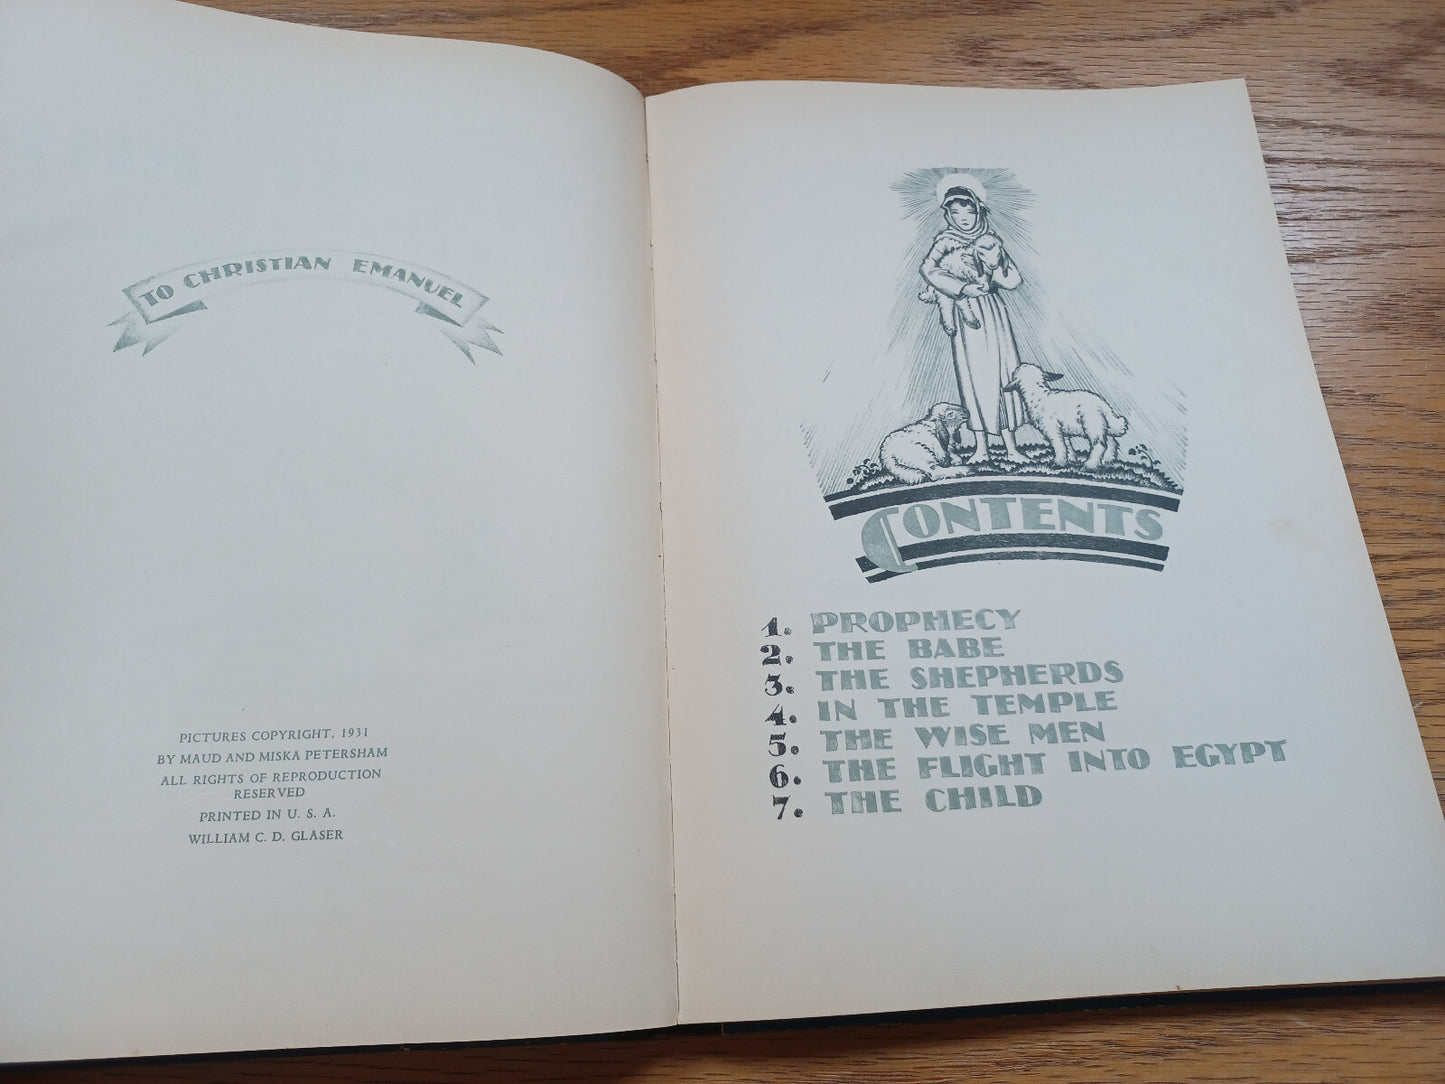 TO CHRISTIAN EMANUEL
PICTURES COPYRIGHT, 1931
BY MAUD AND MISKA PETERSHAM
ALL RIGHTS OF REPRODUCTION
RESERVED
PRINTED IN U. S. A.
WILLIAM C. D. GLASER
CONTENTS
1. PROPHECY
2. THE BABE
3. THE SHEPHERDS
4. IN THE TEMPLE
5. THE WISE MEN
6. THE FLIGHT INTO EGYPT
7. THE CHILD